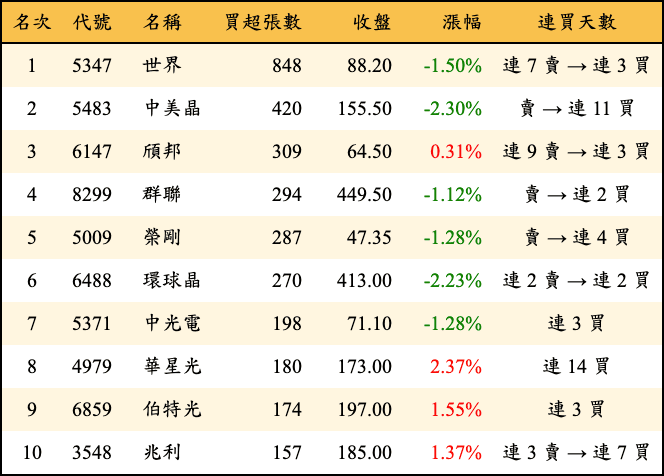 名次 代號 名稱 買超張數 收盤 漲幅 連買天數
1 5347 世界 848 88.20 -1.50% 連 7 賣 → 連 3 買
2 5483 中美晶 420 155.50 -2.30% 賣 → 連 11 買
3 6147 頎邦 309 64.50 0.31% 連 9 賣 → 連 3 買
4 8299 群聯 294 449.50 -1.12% 賣 → 連 2 買
5 5009 榮剛 287 47.35 -1.28% 賣 → 連 4 買
6 6488 環球晶 270 413.00 -2.23% 連 2 賣 → 連 2 買
7 5371 中光電 198 71.10 -1.28% 連 3 買
8 4979 華星光 180 173.00 2.37% 連 14 買
9 6859 伯特光 174 197.00 1.55% 連 3 買
10 3548 兆利 157 185.00 1.37% 連 3 賣 → 連 7 買